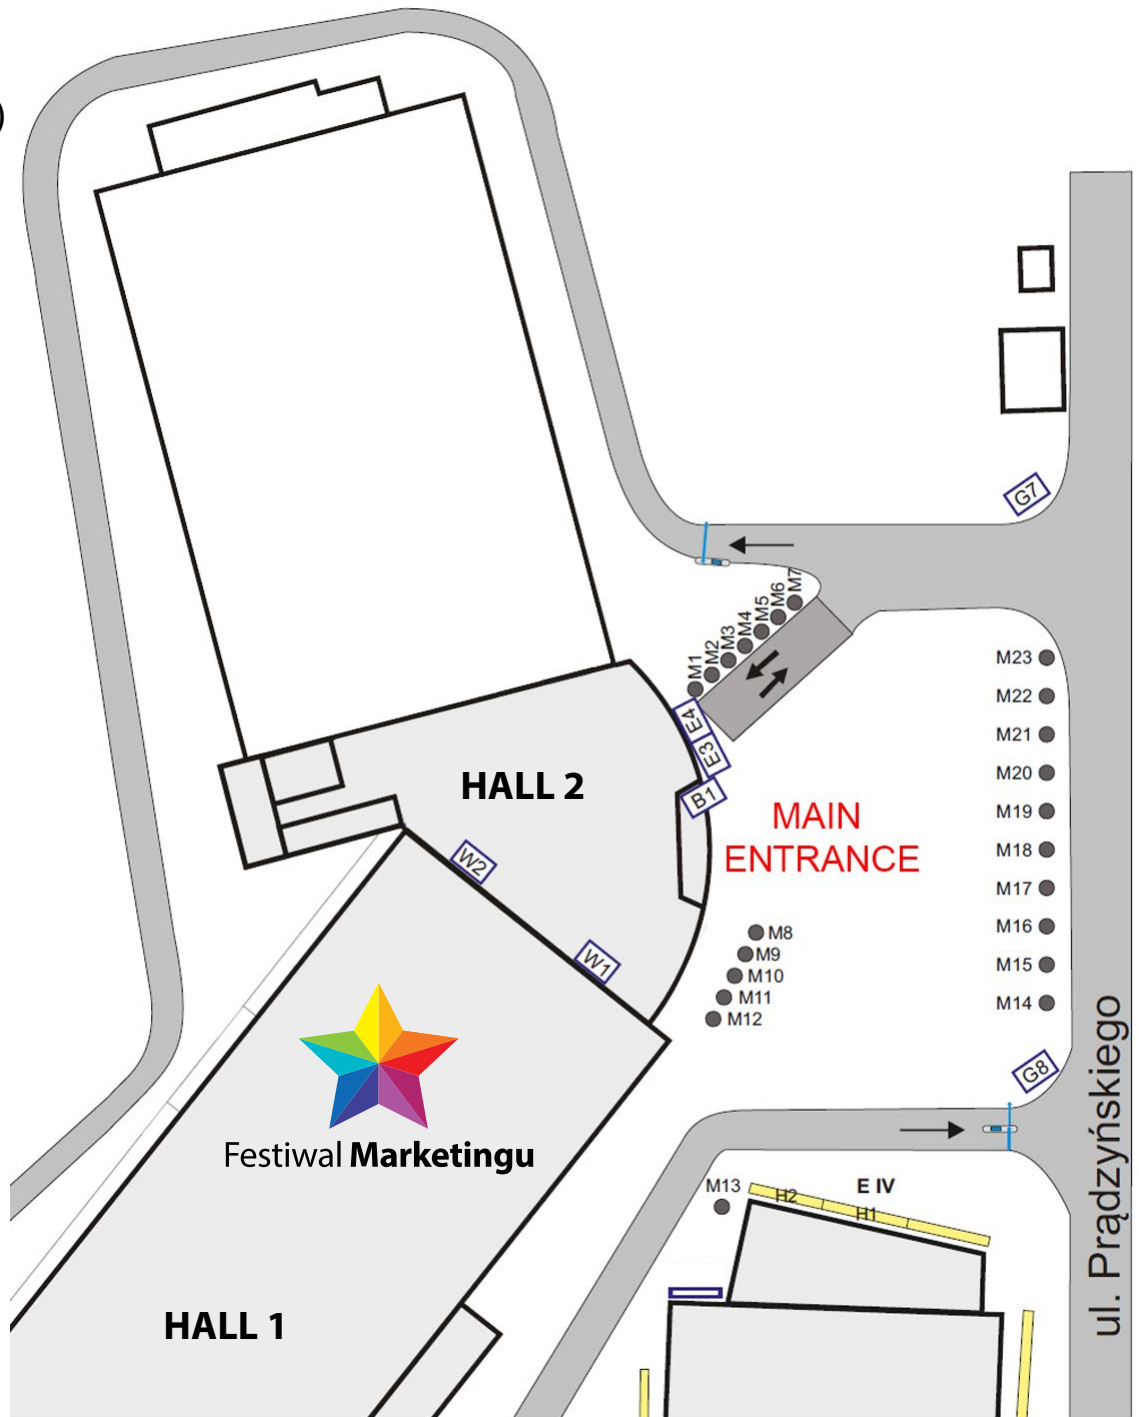 )
G7
M7
M6
M5
M4
M3
M2
M1
E4
E3
B1
HALL 2
MAIN
ENTRANCE
W2
W1
M23
M22
M21
M20
M19
M18
M17
M16
M15
M14
M8
M9
M10
M11
M12
G8
ul. Prądzyńskiego
Festiwal Marketingu
M13
E IV
H2
H1
HALL 1